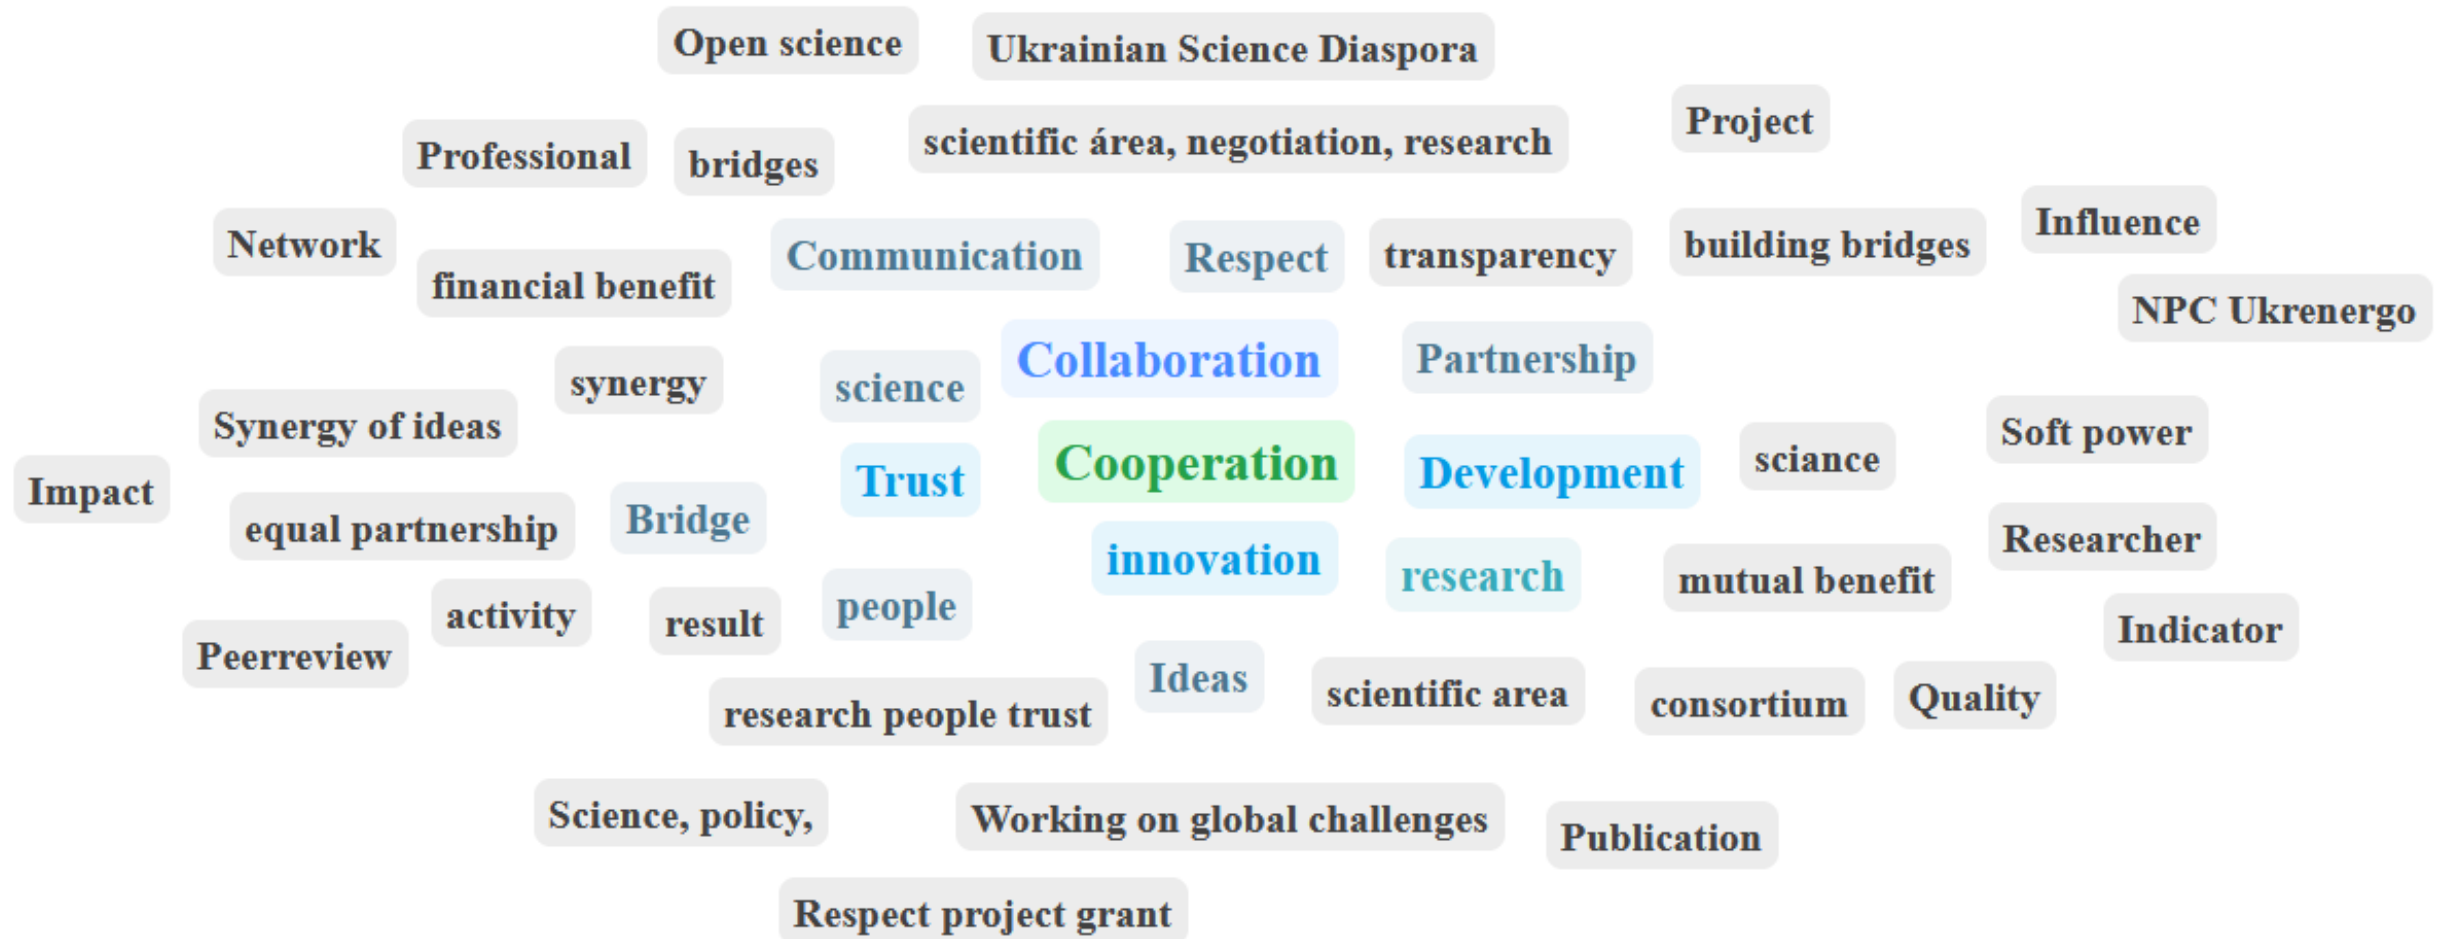 Open science
Ukrainian Science Diaspora
Project
Professional
bridges
scientific área, negotiation, research
Network
financial benefit
Communication
Respect
transparency
building bridges
Influence
NPC Ukrenergo
synergy
science
Collaboration
Partnership
Synergy of ideas
Soft power
Impact
Trust
Cooperation
Development
sciance
equal partnership
Bridge
innovation
research
mutual benefit
Researcher
activity
result
people
Indicator
Peerreview
Ideas
scientific area
consortium
Quality
research people trust
Science, policy,
Working on global challenges
Publication
Respect project grant